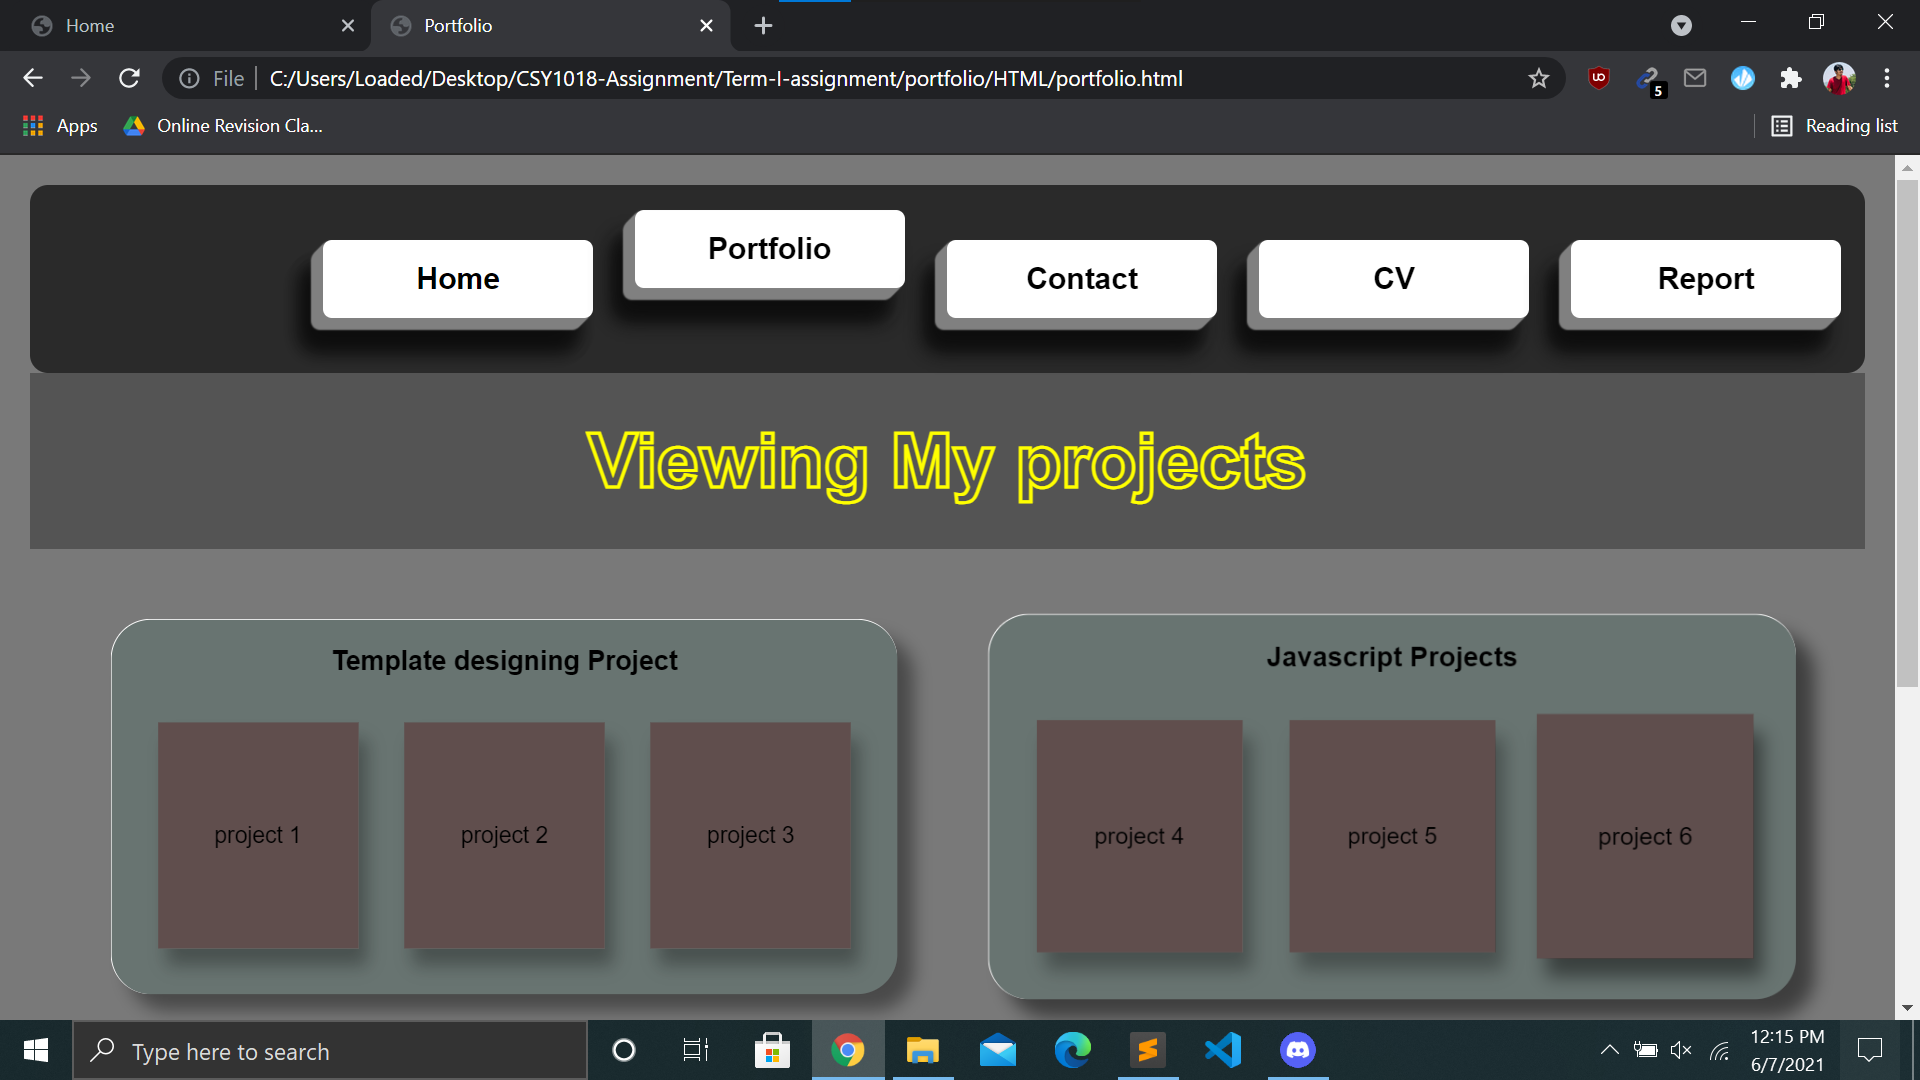 Home
Portfolio
File
C:/Users/Loaded/Desktop/CSY1018-Assignment/Term-I-assignment/portfolio/HTML/portfolio.html
5
Apps
Online Revision Cla...
Reading list
Home
Portfolio
Contact
CV
Report
Viewing My projects
Template designing Project
Javascript Projects
project 1
project 2
project 3
project 4
project 5
project 6
Type here to search
12:15 PM
6/7/2021